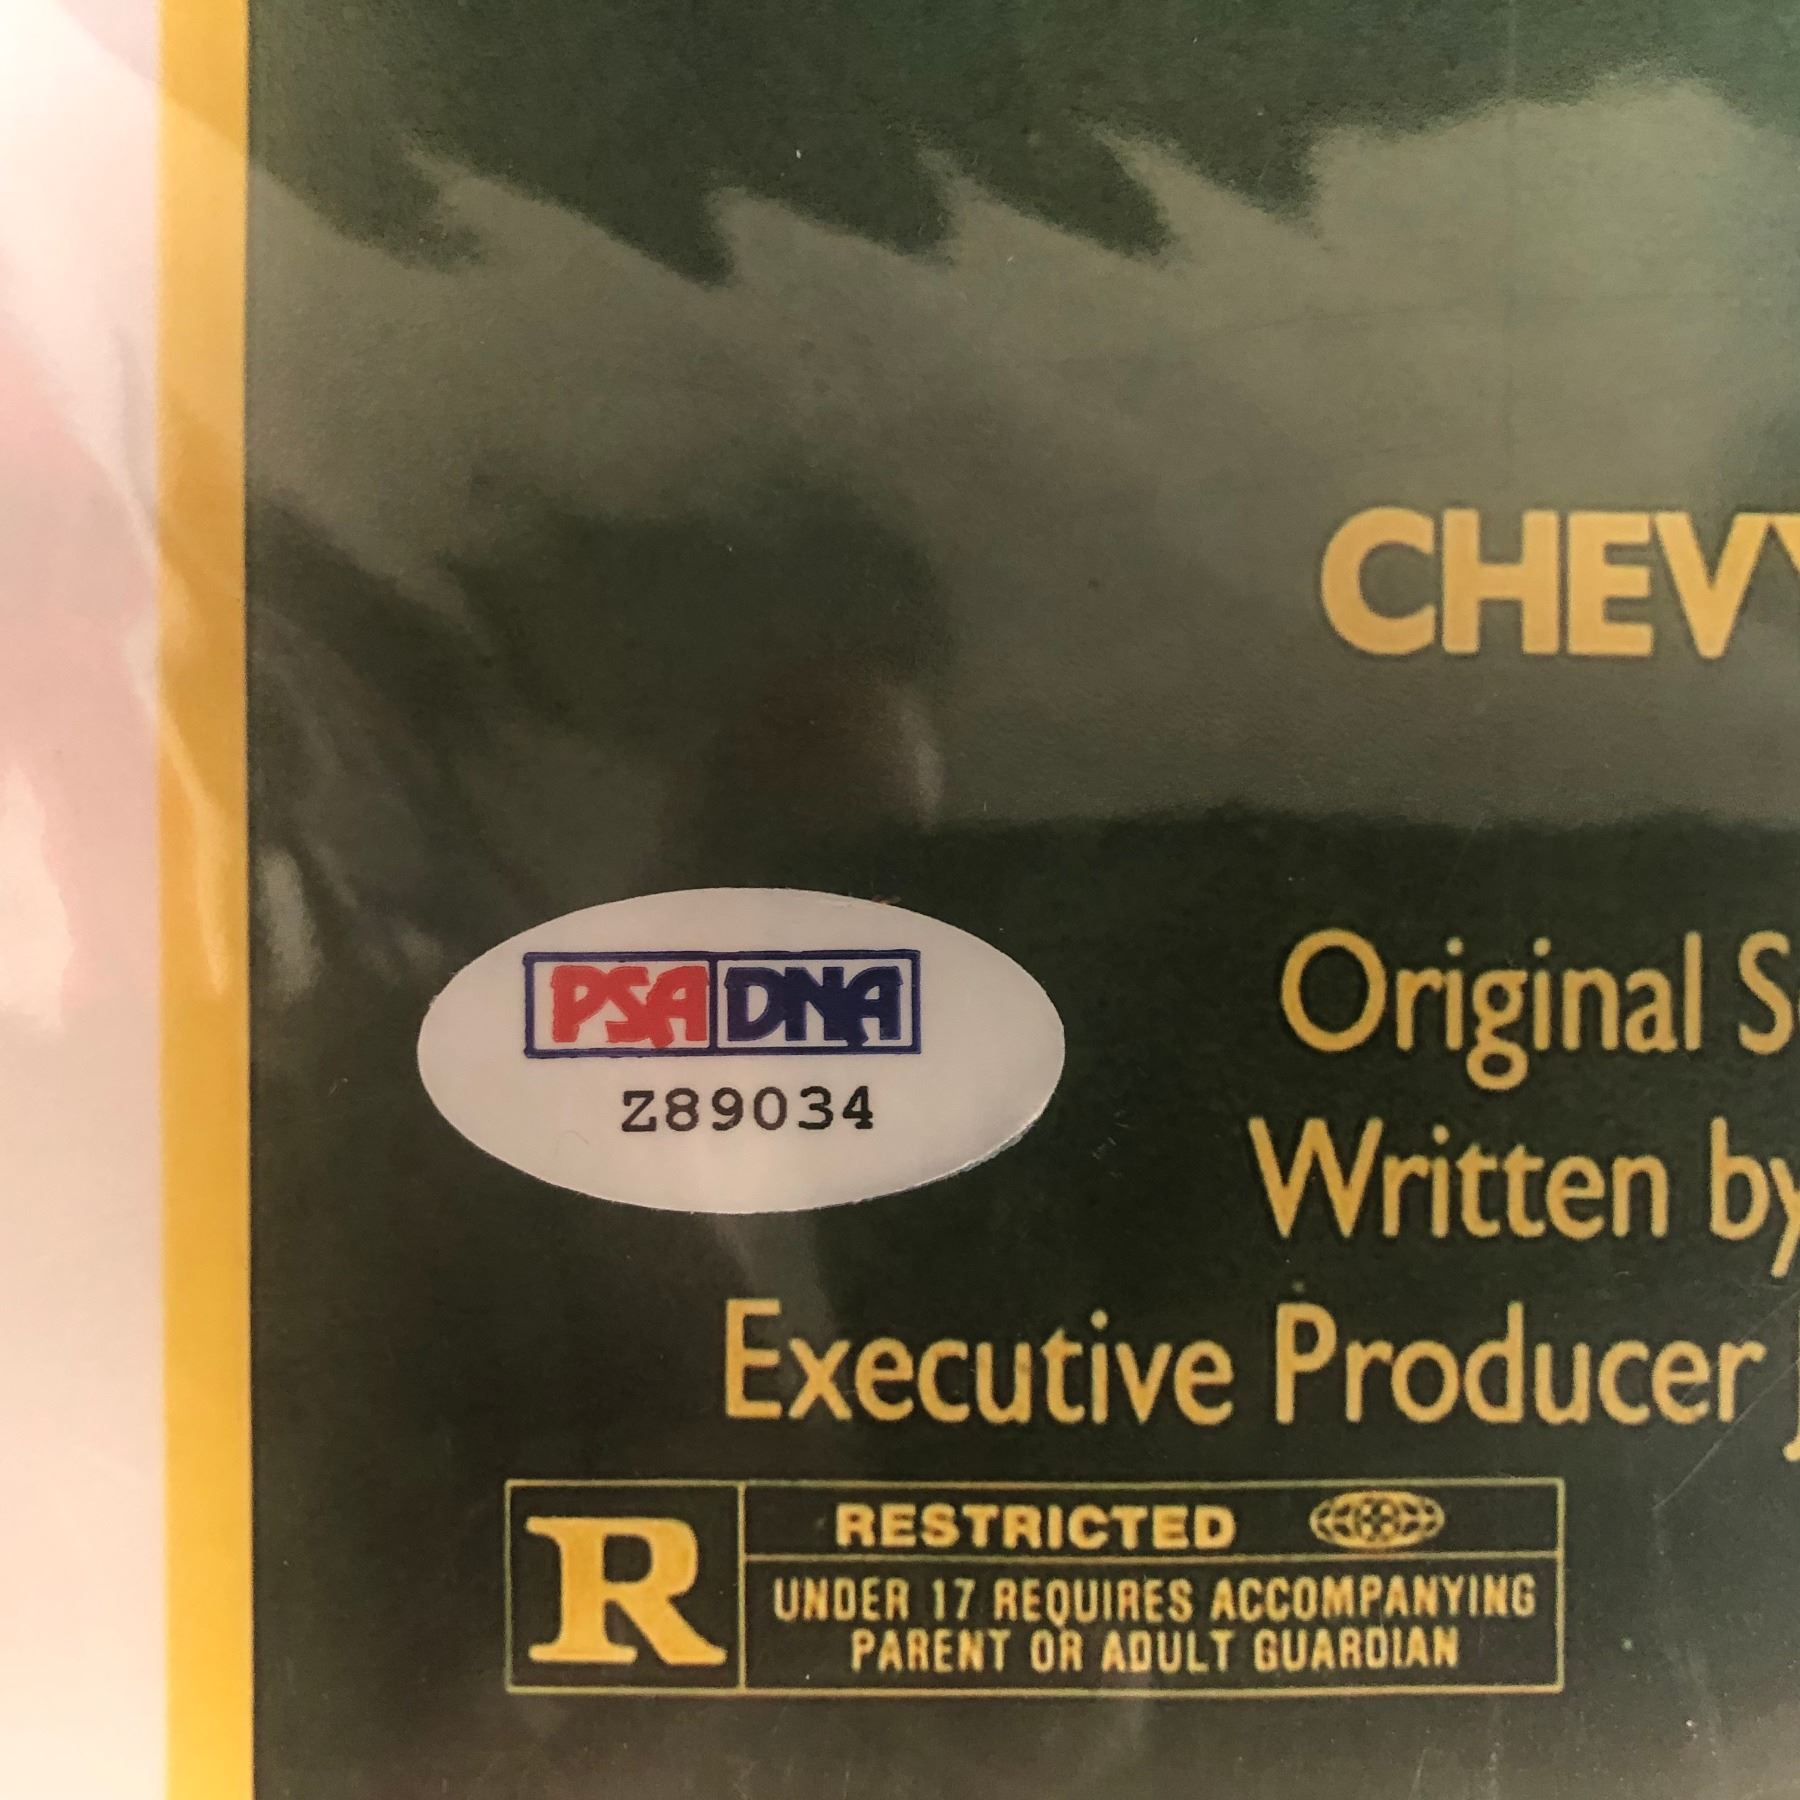 CHEVY
PSA DNA
Z89034
Original S
Written by
Executive Producer
R
RESTRICTED
UNDER 17 REQUIRES ACCOMPANYING
PARENT OR ADULT GUARDIAN